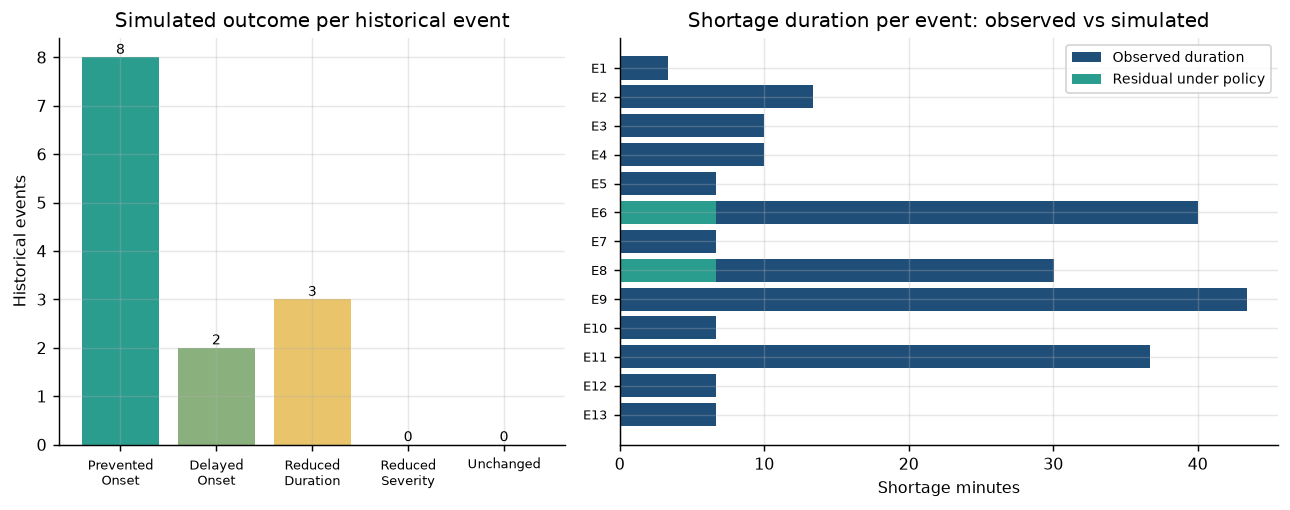 Simulated outcome per historical event
Historical events
8
7
6
5
4
3
2
1
0
8
2
3
0
0
Prevented
Onset
Delayed
Onset
Reduced
Duration
Reduced
Severity
Unchanged
Shortage duration per event: observed vs simulated
Observed duration
Residual under policy
E1
E2
E3
E4
E5
E6
E7
E8
E9
E10
E11
E12
E13
0
10
20
30
40
Shortage minutes